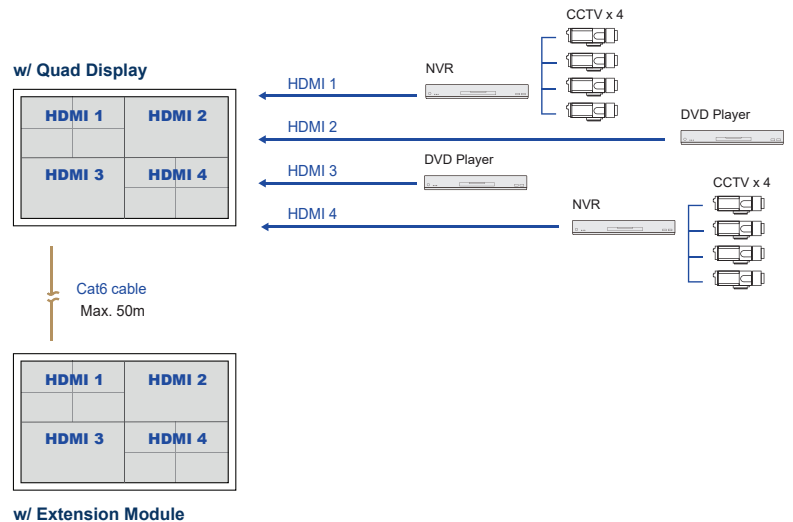 CCTV x 4
w/ Quad Display
NVR
HDMI 1
HDMI 1
HDMI 2
HDMI 2
DVD Player
HDMI 3
HDMI 4
HDMI 3
DVD Player
CCTV x 4
HDMI 4
NVR
Cat6 cable
Max. 50m
HDMI 1
HDMI 2
HDMI 3
HDMI 4
w/ Extension Module